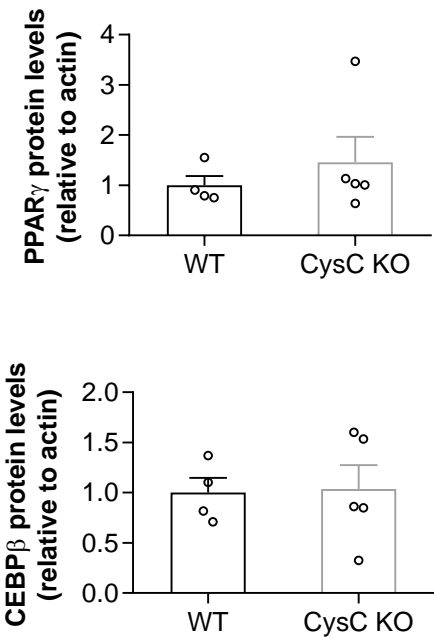 PPARγ protein levels
(relative to actin)
4
3
2
1
0
WT CysC KO
CEBPβ protein levels
(relative to actin)
2.0
1.5
1.0
0.5
0.0
WT CysC KO